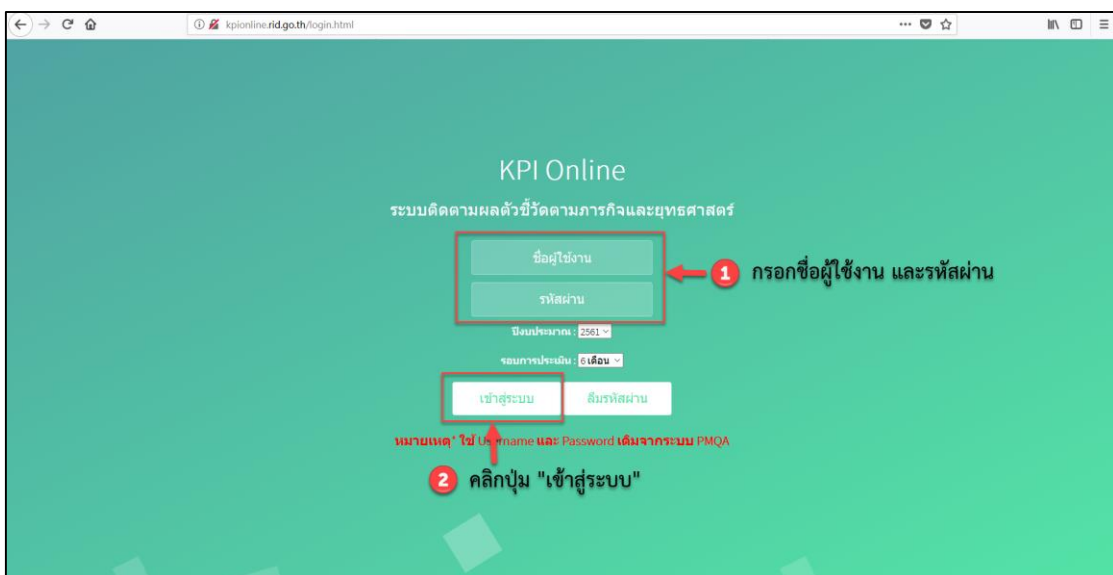 kpionline.rid.go.th/login.html
KPI Online
ระบบติดตามผลตัวชี้วัดตามภารกิจและยุทธศาสตร์
ชื่อผู้ใช้งาน
1 กรอกชื่อผู้ใช้งาน และรหัสผ่าน
รหัสผ่าน
ปีงบประมาณ : 2561
รอบการประเมิน : 6 เดือน
เข้าสู่ระบบ ลืมรหัสผ่าน
หมายเหตุ* ใช้ Username และ Password เดิมจากระบบ PMQA
2 คลิกปุ่ม "เข้าสู่ระบบ"